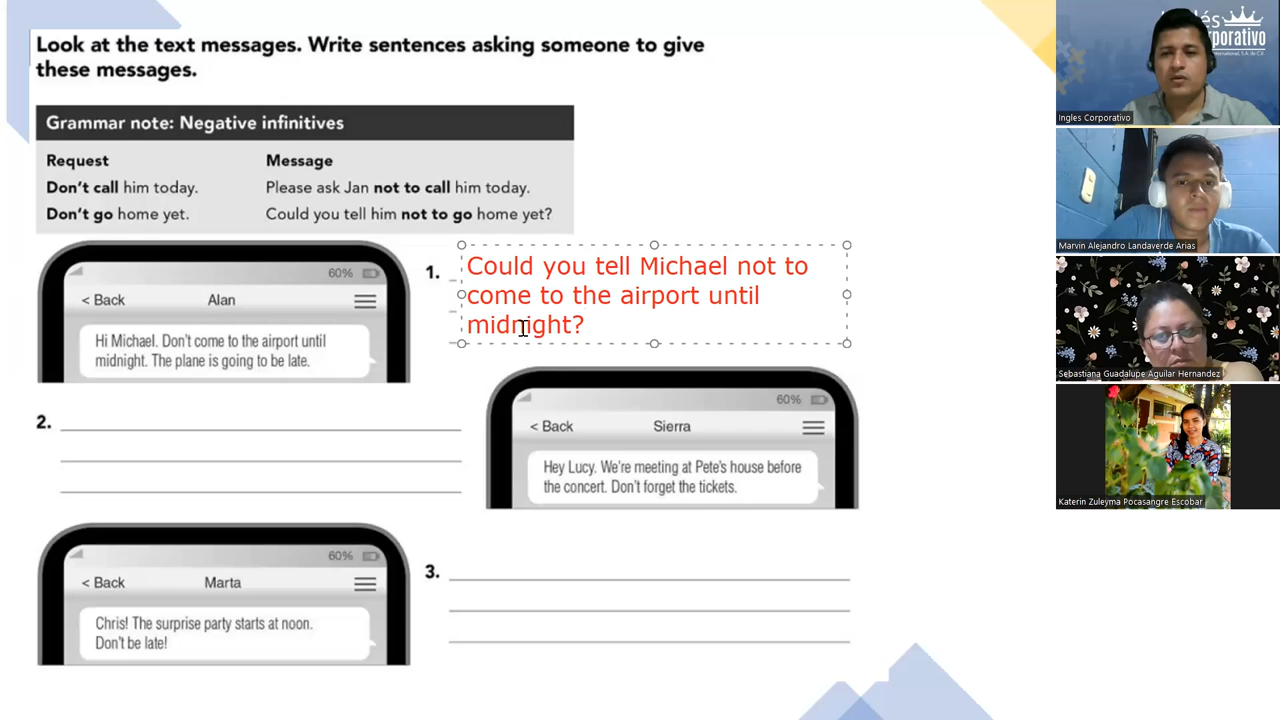 Look at the text messages. Write sentences asking someone to give
these messages.
Grammar note: Negative infinitives
Request Message
Don't call him today. Please ask Jan not to call him today.
Don't go home yet. Could you tell him not to go home yet?
60%
< Back Alan
Hi Michael. Don't come to the airport until
midnight. The plane is going to be late.
1.
Could you tell Michael not to
come to the airport until
midnight?
2.
60%
< Back Sierra
Hey Lucy. We're meeting at Pete's house before
the concert. Don't forget the tickets.
60%
< Back Marta
Chris! The surprise party starts at noon.
Don't be late!
3.
Inglés
Corporativo
Ingles Corporativo
Marvin Alejandro Landaverde Arias
Sebastiana Guadalupe Aguilar Hernandez
Katerin Zuleyma Pocasangre Escobar